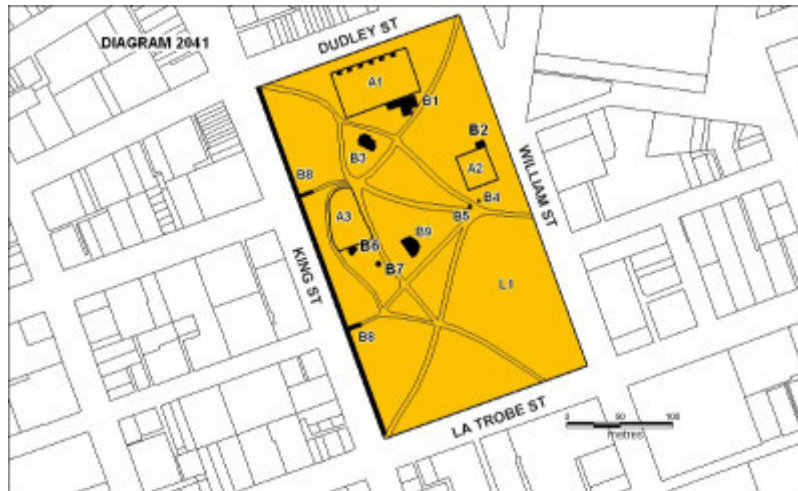 DIAGRAM 2041
DUDLEY ST
A1
B1
B2
B3
A2
WILLIAM ST
B8
B4
B5
A3
B6
B9
B7
KING ST
L1
B8
LA TROBE ST
0 50 100
metres